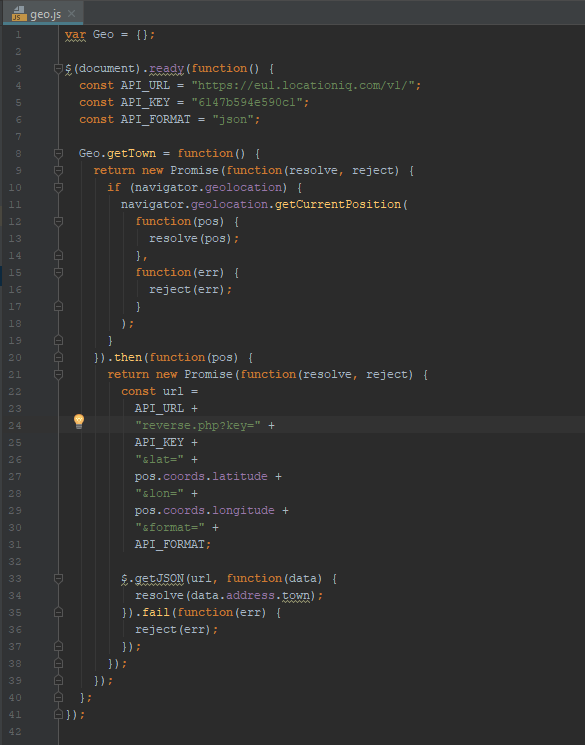 geo.js
1 var Geo = {};
2
3 $(document).ready(function() {
4   const API_URL = "https://eu1.locationiq.com/v1/";
5   const API_KEY = "6147b594e590c1";
6   const API_FORMAT = "json";
7
8   Geo.getTown = function() {
9     return new Promise(function(resolve, reject) {
10       if (navigator.geolocation) {
11         navigator.geolocation.getCurrentPosition(
12           function(pos) {
13             resolve(pos);
14           },
15           function(err) {
16             reject(err);
17           }
18         );
19       }
20     }).then(function(pos) {
21       return new Promise(function(resolve, reject) {
22         const url =
23           API_URL +
24           "reverse.php?key=" +
25           API_KEY +
26           "&lat=" +
27           pos.coords.latitude +
28           "&lon=" +
29           pos.coords.longitude +
30           "&format=" +
31           API_FORMAT;
32
33         $.getJSON(url, function(data) {
34           resolve(data.address.town);
35         }).fail(function(err) {
36           reject(err);
37         });
38       });
39     });
40   };
41 });
42